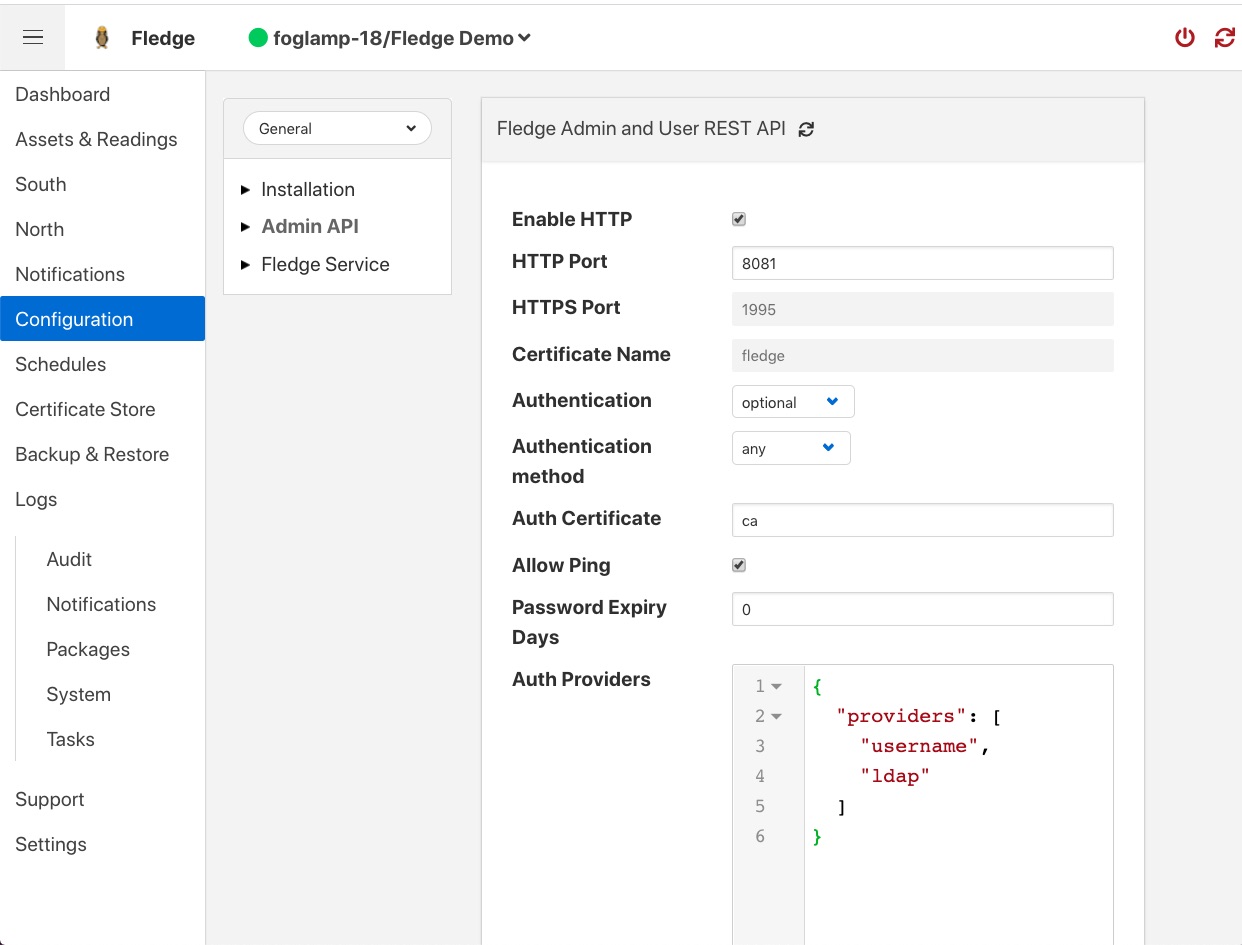 Fledge
foglamp-18/Fledge Demo
Dashboard
Assets & Readings
South
North
Notifications
Configuration
Schedules
Certificate Store
Backup & Restore
Logs
Audit
Notifications
Packages
System
Tasks
Support
Settings
General
Installation
Admin API
Fledge Service
Fledge Admin and User REST API
Enable HTTP
HTTP Port
8081
HTTPS Port
1995
Certificate Name
fledge
Authentication
optional
Authentication
method
any
Auth Certificate
ca
Allow Ping
Password Expiry
Days
0
Auth Providers
1 {
2 "providers": [
3 "username",
4 "ldap"
5 ]
6 }